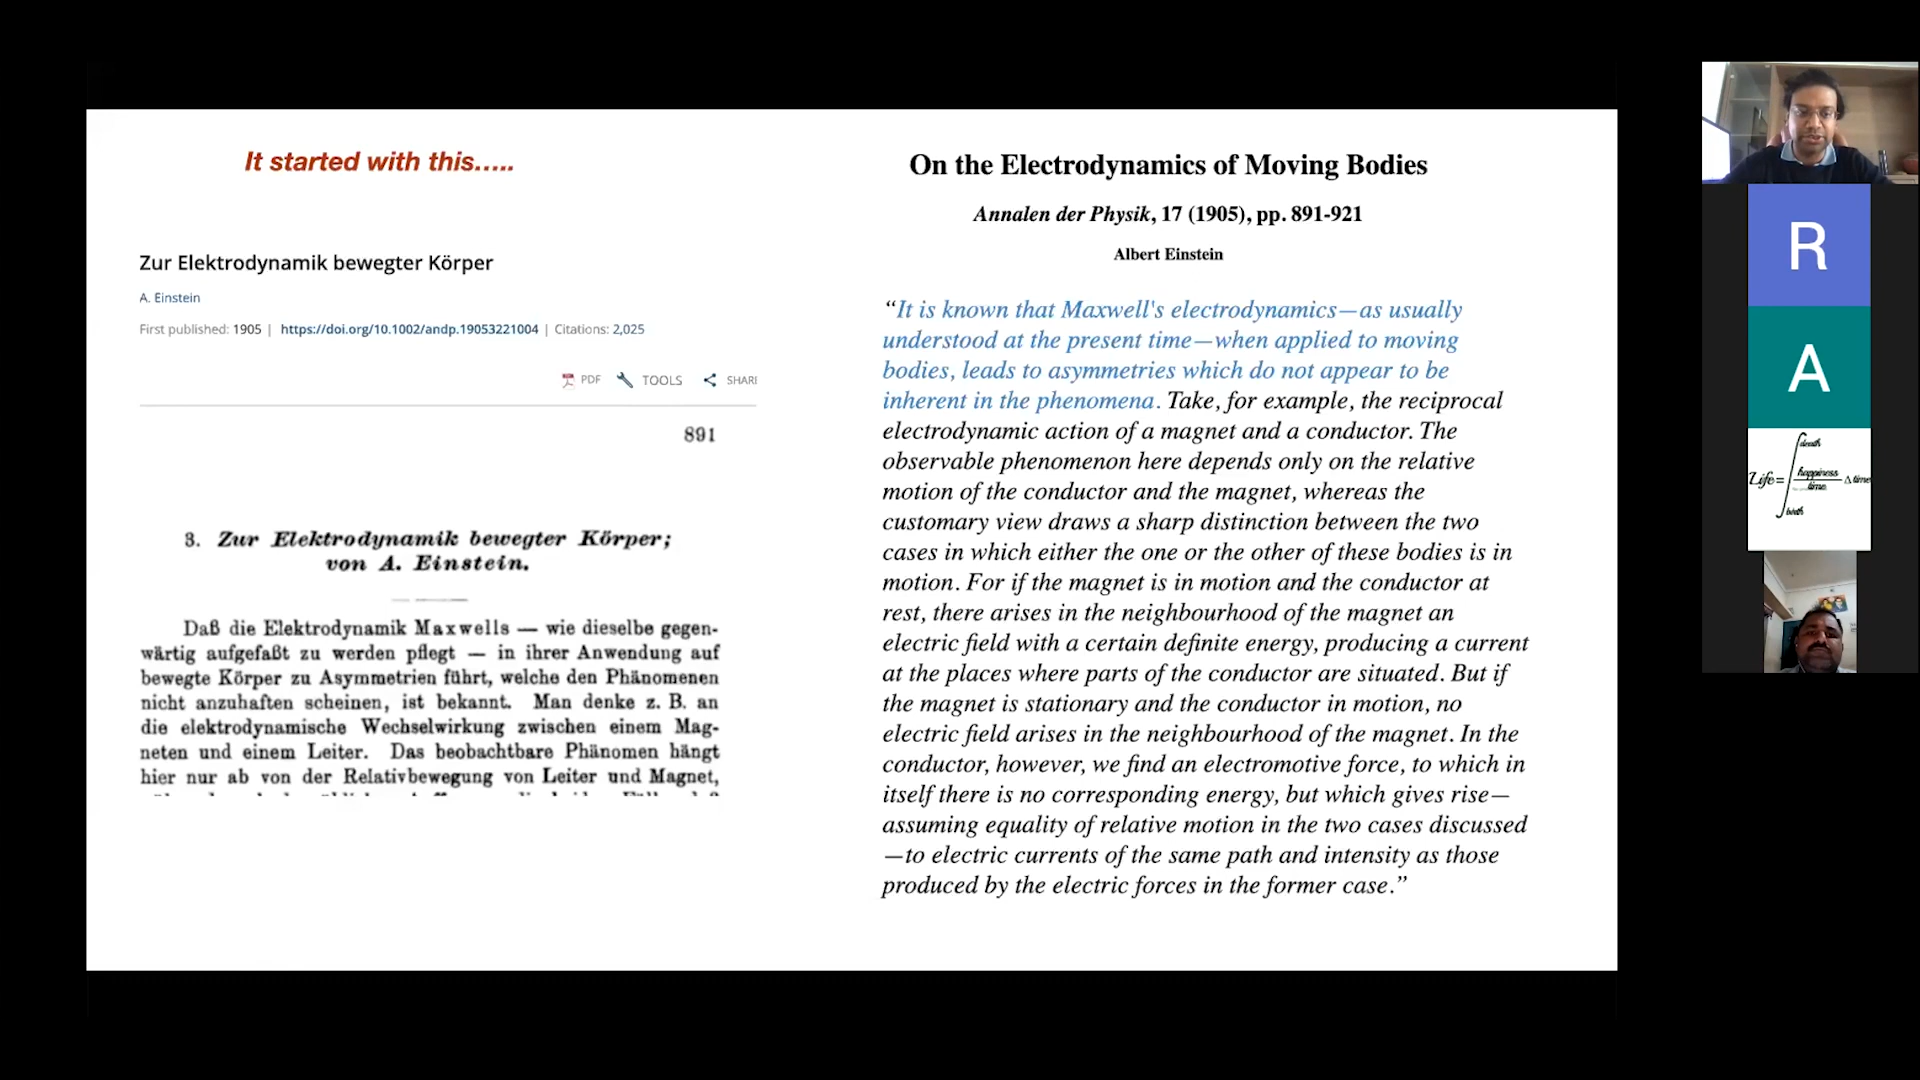 It started with this.....
Zur Elektrodynamik bewegter Körper
A. Einstein
First published: 1905 | https://doi.org/10.1002/andp.19053221004 | Citations: 2,025
PDF TOOLS SHARE
891
3. Zur Elektrodynamik bewegter Körper;
von A. Einstein.
Daß die Elektrodynamik Maxwells — wie dieselbe gegen-
wärtig aufgefaßt zu werden pflegt — in ihrer Anwendung auf
bewegte Körper zu Asymmetrien führt, welche den Phänomenen
nicht anzuhaften scheinen, ist bekannt. Man denke z. B. an
die elektrodynamische Wechselwirkung zwischen einem Mag-
neten und einem Leiter. Das beobachtbare Phänomen hängt
hier nur ab von der Relativbewegung von Leiter und Magnet,
On the Electrodynamics of Moving Bodies
Annalen der Physik, 17 (1905), pp. 891-921
Albert Einstein
“It is known that Maxwell's electrodynamics—as usually
understood at the present time—when applied to moving
bodies, leads to asymmetries which do not appear to be
inherent in the phenomena. Take, for example, the reciprocal
electrodynamic action of a magnet and a conductor. The
observable phenomenon here depends only on the relative
motion of the conductor and the magnet, whereas the
customary view draws a sharp distinction between the two
cases in which either the one or the other of these bodies is in
motion. For if the magnet is in motion and the conductor at
rest, there arises in the neighbourhood of the magnet an
electric field with a certain definite energy, producing a current
at the places where parts of the conductor are situated. But if
the magnet is stationary and the conductor in motion, no
electric field arises in the neighbourhood of the magnet. In the
conductor, however, we find an electromotive force, to which in
itself there is no corresponding energy, but which gives rise—
assuming equality of relative motion in the two cases discussed
—to electric currents of the same path and intensity as those
produced by the electric forces in the former case.”
R
A
death
Life=∫ happiness/time Δ time
birth